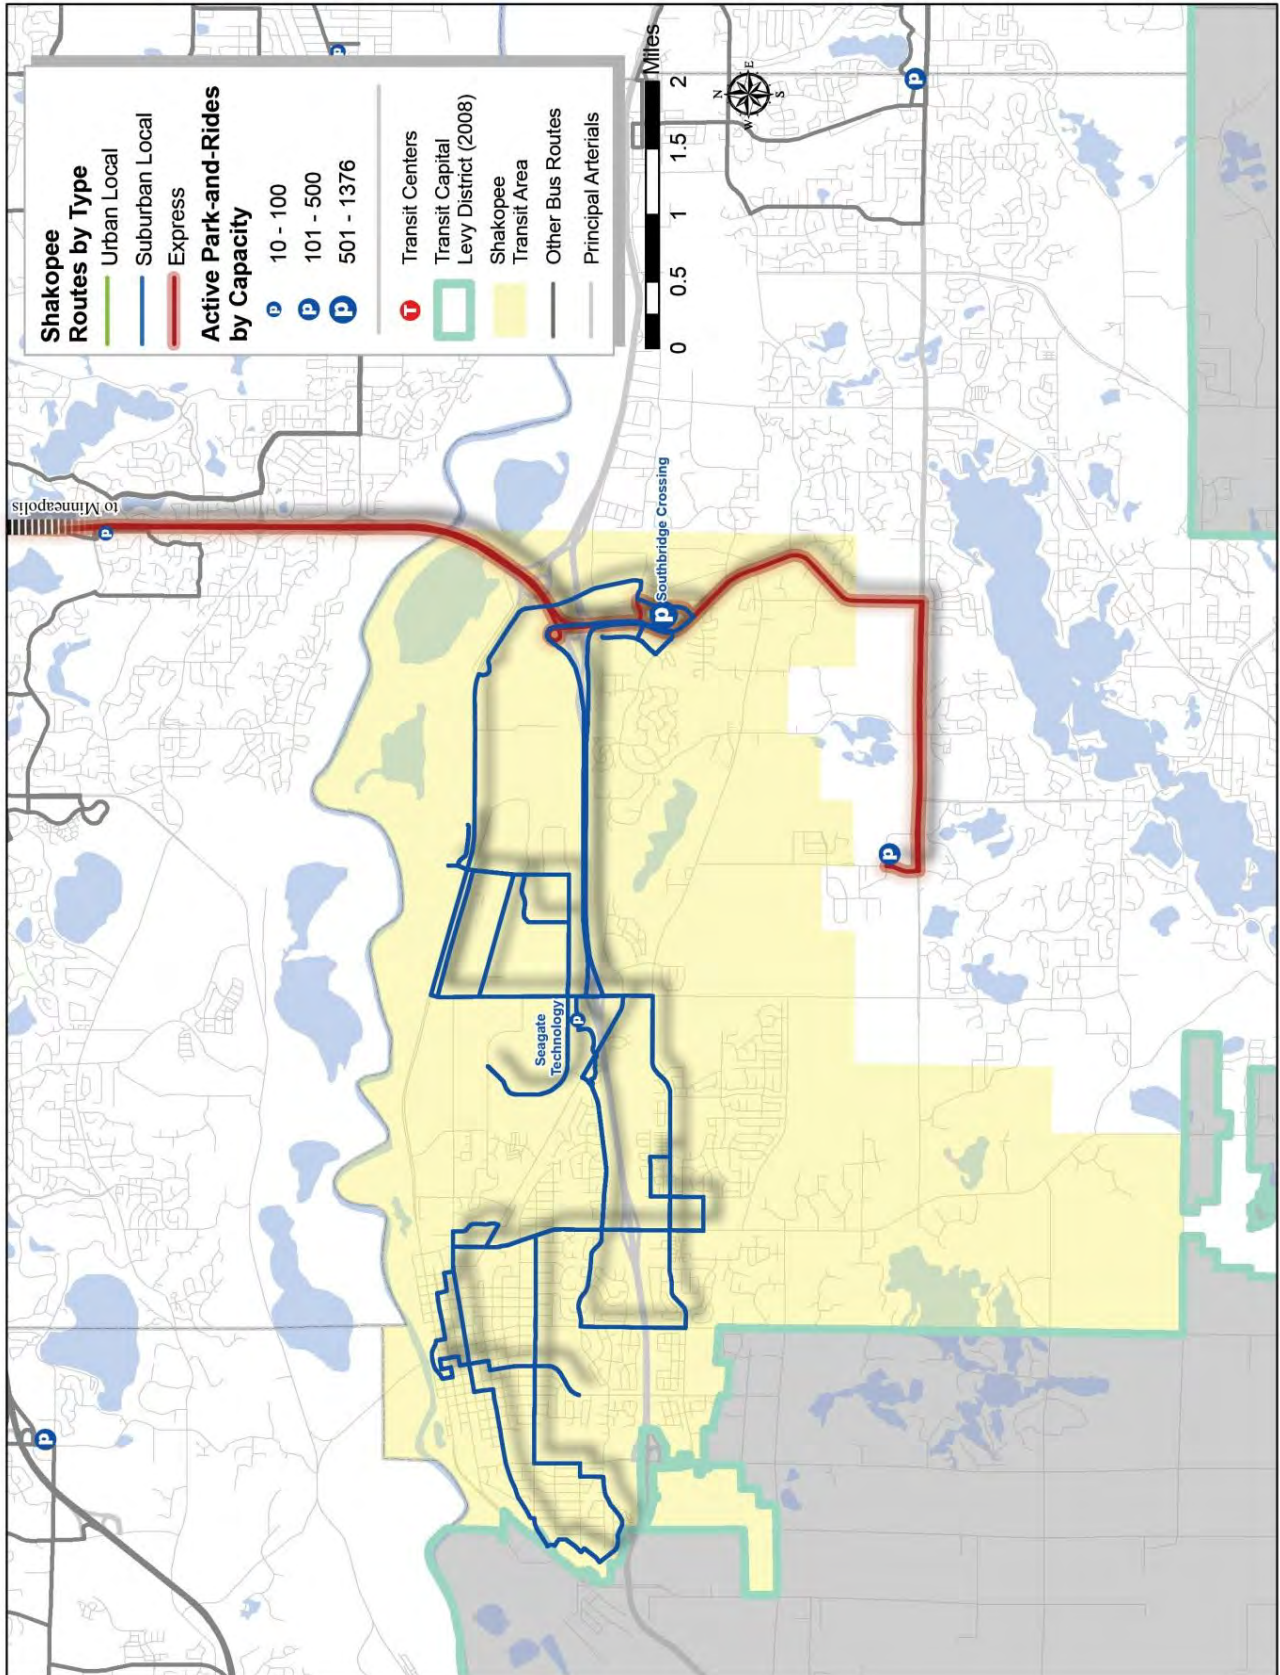 Shakopee
Routes by Type
Urban Local
Suburban Local
Express
Active Park-and-Rides
by Capacity
P 10 - 100
P 101 - 500
P 501 - 1376
T Transit Centers
Transit Capital
Levy District (2008)
Shakopee
Transit Area
Other Bus Routes
Principal Arterials
0 0.5 1 1.5 2
Miles
N
E
S
W
to Minneapolis
P
P
P
P
P
P Southbridge Crossing
Seagate
Technology
P